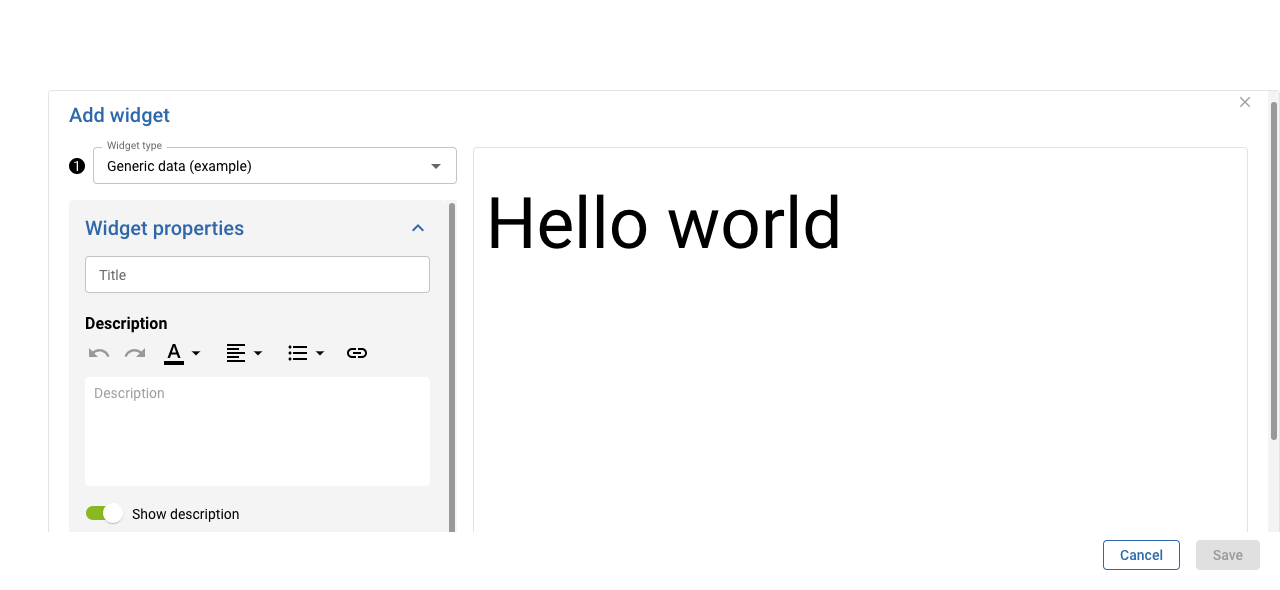 Add widget
Widget type
1
Generic data (example)
Widget properties
Title
Description
A
Description
Show description
Hello world
Cancel
Save